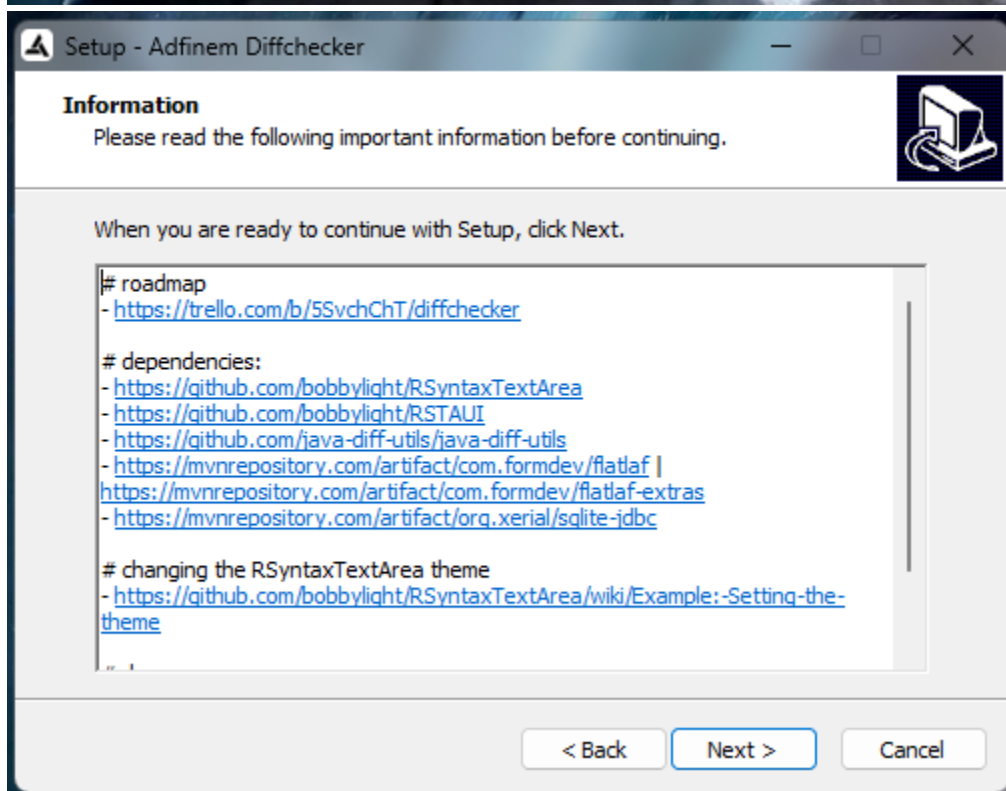 Setup - Adfinem Diffchecker
Information
Please read the following important information before continuing.
When you are ready to continue with Setup, click Next.
# roadmap
- https://trello.com/b/5SvchChT/diffchecker
# dependencies:
- https://github.com/bobbylight/RSyntaxTextArea
- https://github.com/bobbylight/RSTAUI
- https://github.com/java-diff-utils/java-diff-utils
- https://mvnrepository.com/artifact/com.formdev/flatlaf |
https://mvnrepository.com/artifact/com.formdev/flatlaf-extras
- https://mvnrepository.com/artifact/org.xerial/sqlite-jdbc
# changing the RSyntaxTextArea theme
- https://github.com/bobbylight/RSyntaxTextArea/wiki/Example:-Setting-the-
theme
< Back
Next >
Cancel